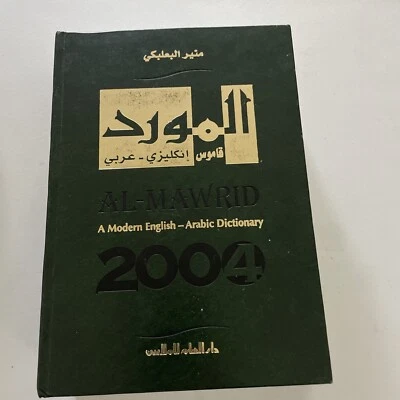 منير البعلبكي
المورد
قاموس إنكليزي - عربي
AL-MAWRID
A Modern English – Arabic Dictionary
2004
دار العلم للملايين